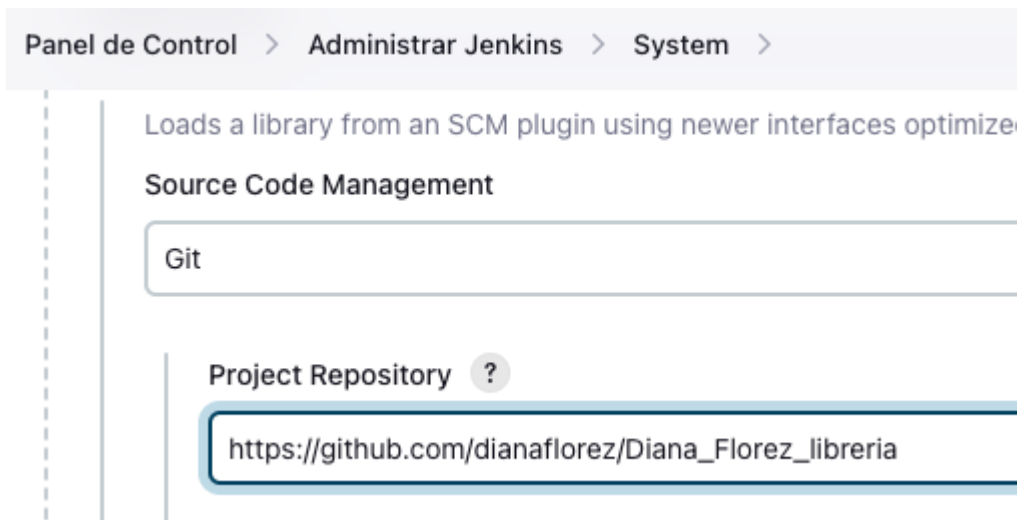 Panel de Control > Administrar Jenkins > System >
Loads a library from an SCM plugin using newer interfaces optimize
Source Code Management
Git
Project Repository ?
https://github.com/dianaflorez/Diana_Florez_libreria